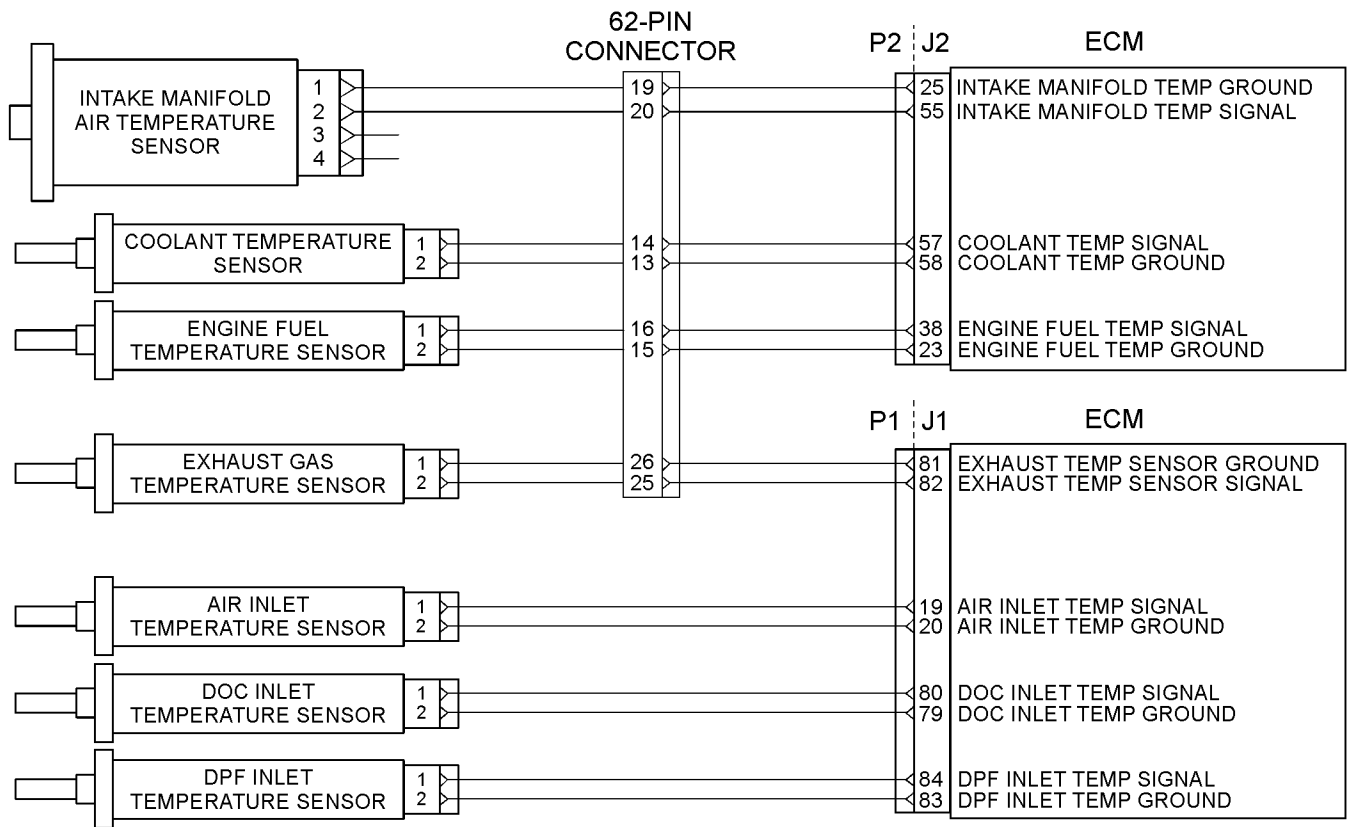 62-PIN
CONNECTOR
P2 J2 ECM
INTAKE MANIFOLD
AIR TEMPERATURE
SENSOR
1 19 25 INTAKE MANIFOLD TEMP GROUND
2 20 55 INTAKE MANIFOLD TEMP SIGNAL
3
4
COOLANT TEMPERATURE
SENSOR
1 14 57 COOLANT TEMP SIGNAL
2 13 58 COOLANT TEMP GROUND
ENGINE FUEL
TEMPERATURE SENSOR
1 16 38 ENGINE FUEL TEMP SIGNAL
2 15 23 ENGINE FUEL TEMP GROUND
P1 J1 ECM
EXHAUST GAS
TEMPERATURE SENSOR
1 26 81 EXHAUST TEMP SENSOR GROUND
2 25 82 EXHAUST TEMP SENSOR SIGNAL
AIR INLET
TEMPERATURE SENSOR
1 19 AIR INLET TEMP SIGNAL
2 20 AIR INLET TEMP GROUND
DOC INLET
TEMPERATURE SENSOR
1 80 DOC INLET TEMP SIGNAL
2 79 DOC INLET TEMP GROUND
DPF INLET
TEMPERATURE SENSOR
1 84 DPF INLET TEMP SIGNAL
2 83 DPF INLET TEMP GROUND